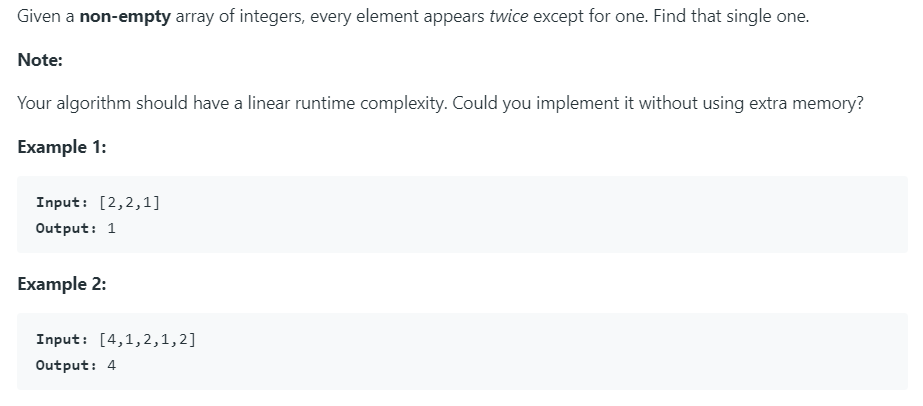 Given a non-empty array of integers, every element appears twice except for one. Find that single one.
Note:
Your algorithm should have a linear runtime complexity. Could you implement it without using extra memory?
Example 1:
Input: [2,2,1]
Output: 1
Example 2:
Input: [4,1,2,1,2]
Output: 4